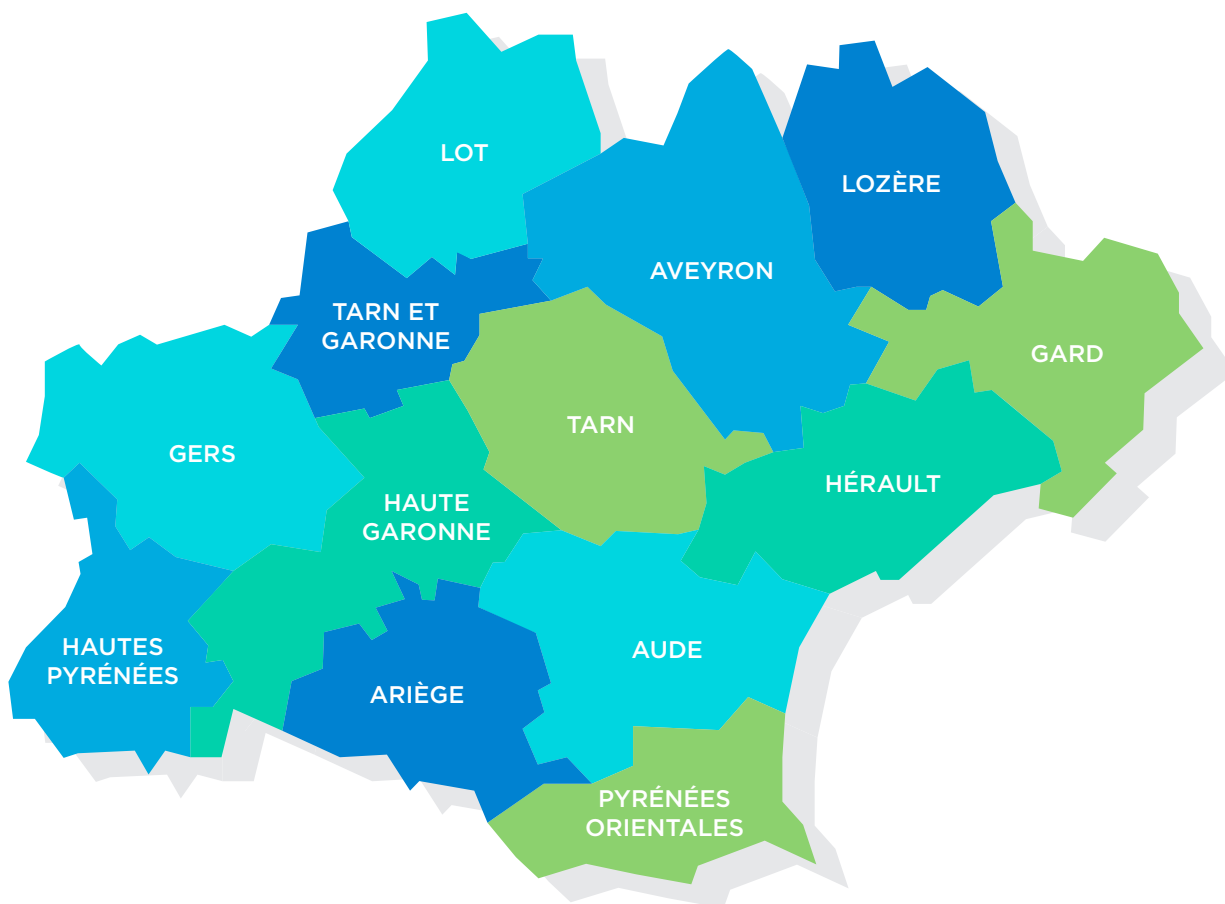 LOT
LOZÈRE
AVEYRON
TARN ET
GARONNE
GARD
TARN
GERS
HÉRAULT
HAUTE
GARONNE
HAUTES
PYRÉNÉES
AUDE
ARIÈGE
PYRÉNÉES
ORIENTALES